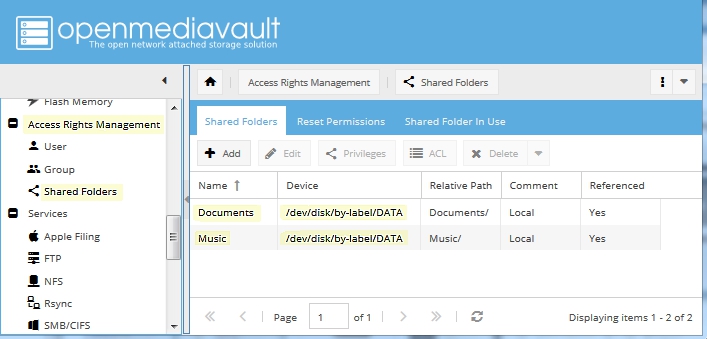 openmediavault
The open network attached storage solution
Access Rights Management
Shared Folders
Flash Memory
Access Rights Management
User
Group
Shared Folders
Services
Apple Filing
FTP
NFS
Rsync
SMB/CIFS
Shared Folders Reset Permissions Shared Folder In Use
Add Edit Privileges ACL Delete
Name Device Relative Path Comment Referenced
Documents /dev/disk/by-label/DATA Documents/ Local Yes
Music /dev/disk/by-label/DATA Music/ Local Yes
Page 1 of 1 Displaying items 1 - 2 of 2